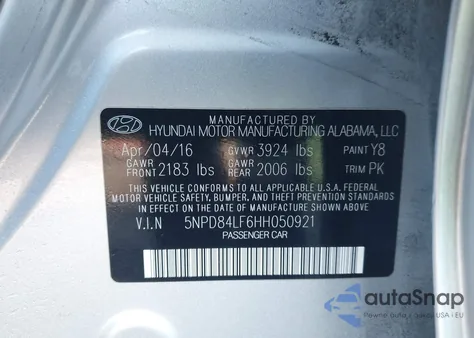 MANUFACTURED BY
HYUNDAI MOTOR MANUFACTURING ALABAMA, LLC
Apr/04/16 GVWR 3924 lbs PAINT Y8
GAWR FRONT 2183 lbs GAWR REAR 2006 lbs TRIM PK
THIS VEHICLE CONFORMS TO ALL APPLICABLE U.S.A. FEDERAL
MOTOR VEHICLE SAFETY, BUMPER, AND THEFT PREVENTION STANDARDS
IN EFFECT ON THE DATE OF MANUFACTURE SHOWN ABOVE.
V.I.N 5NPD84LF6HH050921
PASSENGER CAR
autoSnap
USA i EU